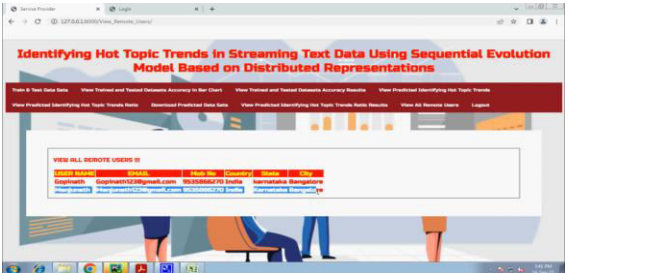 Service Provider
Login
127.0.0.1:8000/View_Remote_Users/
Identifying Hot Topic Trends in Streaming Text Data Using Sequential Evolution
Model Based on Distributed Representations
Train & Test Data Sets View Trained and Tested Datasets Accuracy in Bar Chart View Trained and Tested Datasets Accuracy Results View Predicted Identifying Hot Topic Trends
View Predicted Identifying Hot Topic Trends Ratio Download Predicted Data Sets View Predicted Identifying Hot Topic Trends Ratio Results View All Remote Users Logout
VIEW ALL REMOTE USERS !!!
USER NAME EMAIL Mob No Country State City
Gopinath Gopinath123@gmail.com 9535866270 India karnataka Bangalore
Manjunath Manjunath123@gmail.com 9535866270 India Karnataka Bangalore